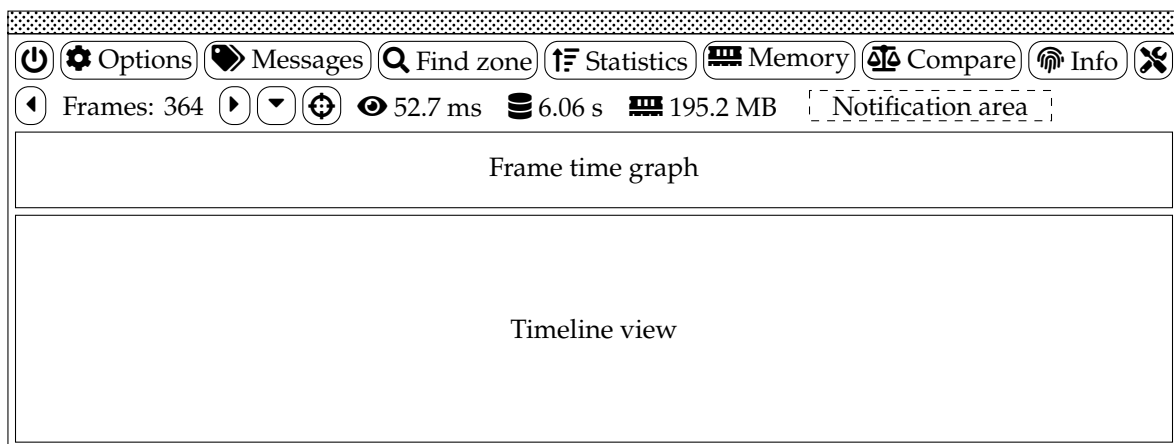 Options Messages Find zone Statistics Memory Compare Info
Frames: 364 52.7 ms 6.06 s 195.2 MB Notification area
Frame time graph
Timeline view